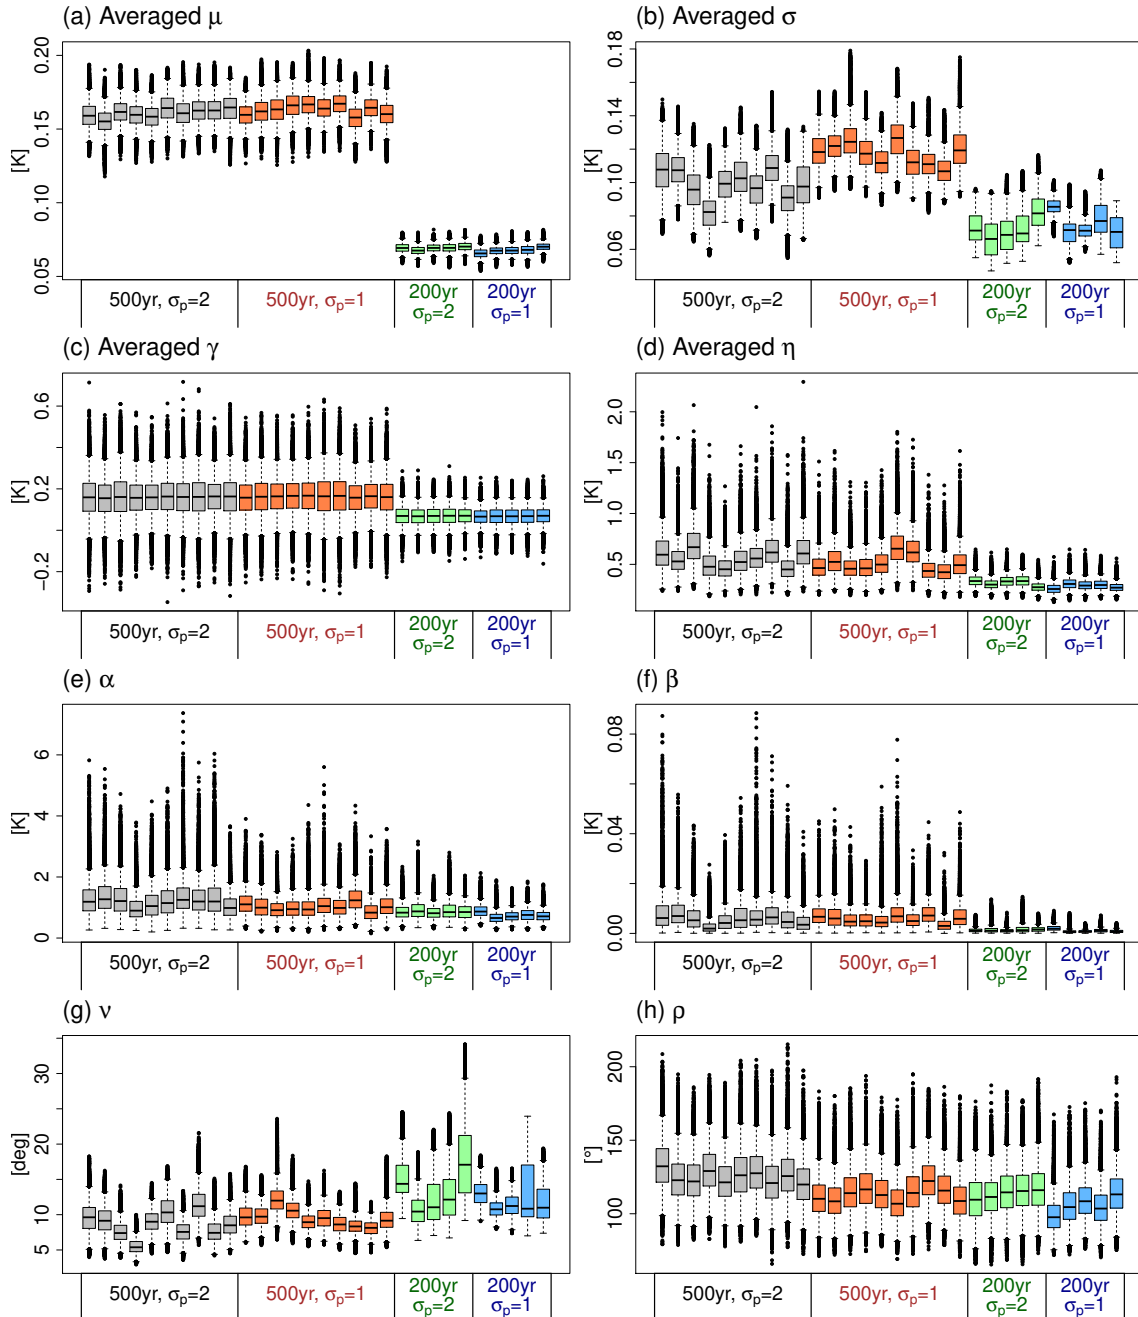 (a) Averaged μ
(b) Averaged σ
[K]
0.05 0.10 0.15 0.20
500yr, σp=2
500yr, σp=1
200yr
σp=2
200yr
σp=1
[K]
0.06 0.10 0.14 0.18
500yr, σp=2
500yr, σp=1
200yr
σp=2
200yr
σp=1
(c) Averaged γ
(d) Averaged η
[K]
−0.2 0.2 0.6
500yr, σp=2
500yr, σp=1
200yr
σp=2
200yr
σp=1
[K]
0.5 1.0 1.5 2.0
500yr, σp=2
500yr, σp=1
200yr
σp=2
200yr
σp=1
(e) α
(f) β
[K]
0 2 4 6
500yr, σp=2
500yr, σp=1
200yr
σp=2
200yr
σp=1
[K]
0.00 0.04 0.08
500yr, σp=2
500yr, σp=1
200yr
σp=2
200yr
σp=1
(g) ν
(h) ρ
[deg]
5 10 20 30
500yr, σp=2
500yr, σp=1
200yr
σp=2
200yr
σp=1
[°]
100 150 200
500yr, σp=2
500yr, σp=1
200yr
σp=2
200yr
σp=1